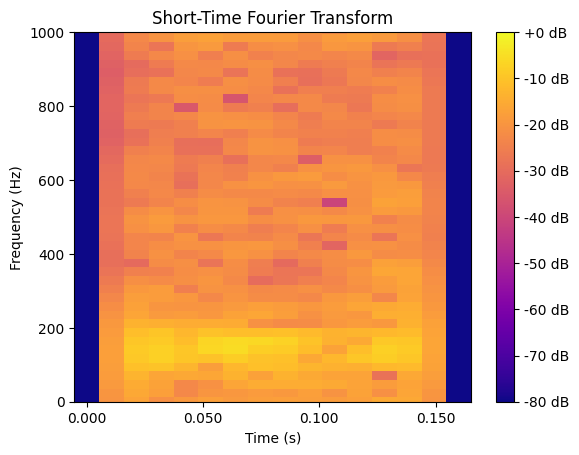 Short-Time Fourier Transform
1000
800
600
400
200
0
Frequency (Hz)
0.000
0.050
0.100
0.150
Time (s)
+0 dB
-10 dB
-20 dB
-30 dB
-40 dB
-50 dB
-60 dB
-70 dB
-80 dB